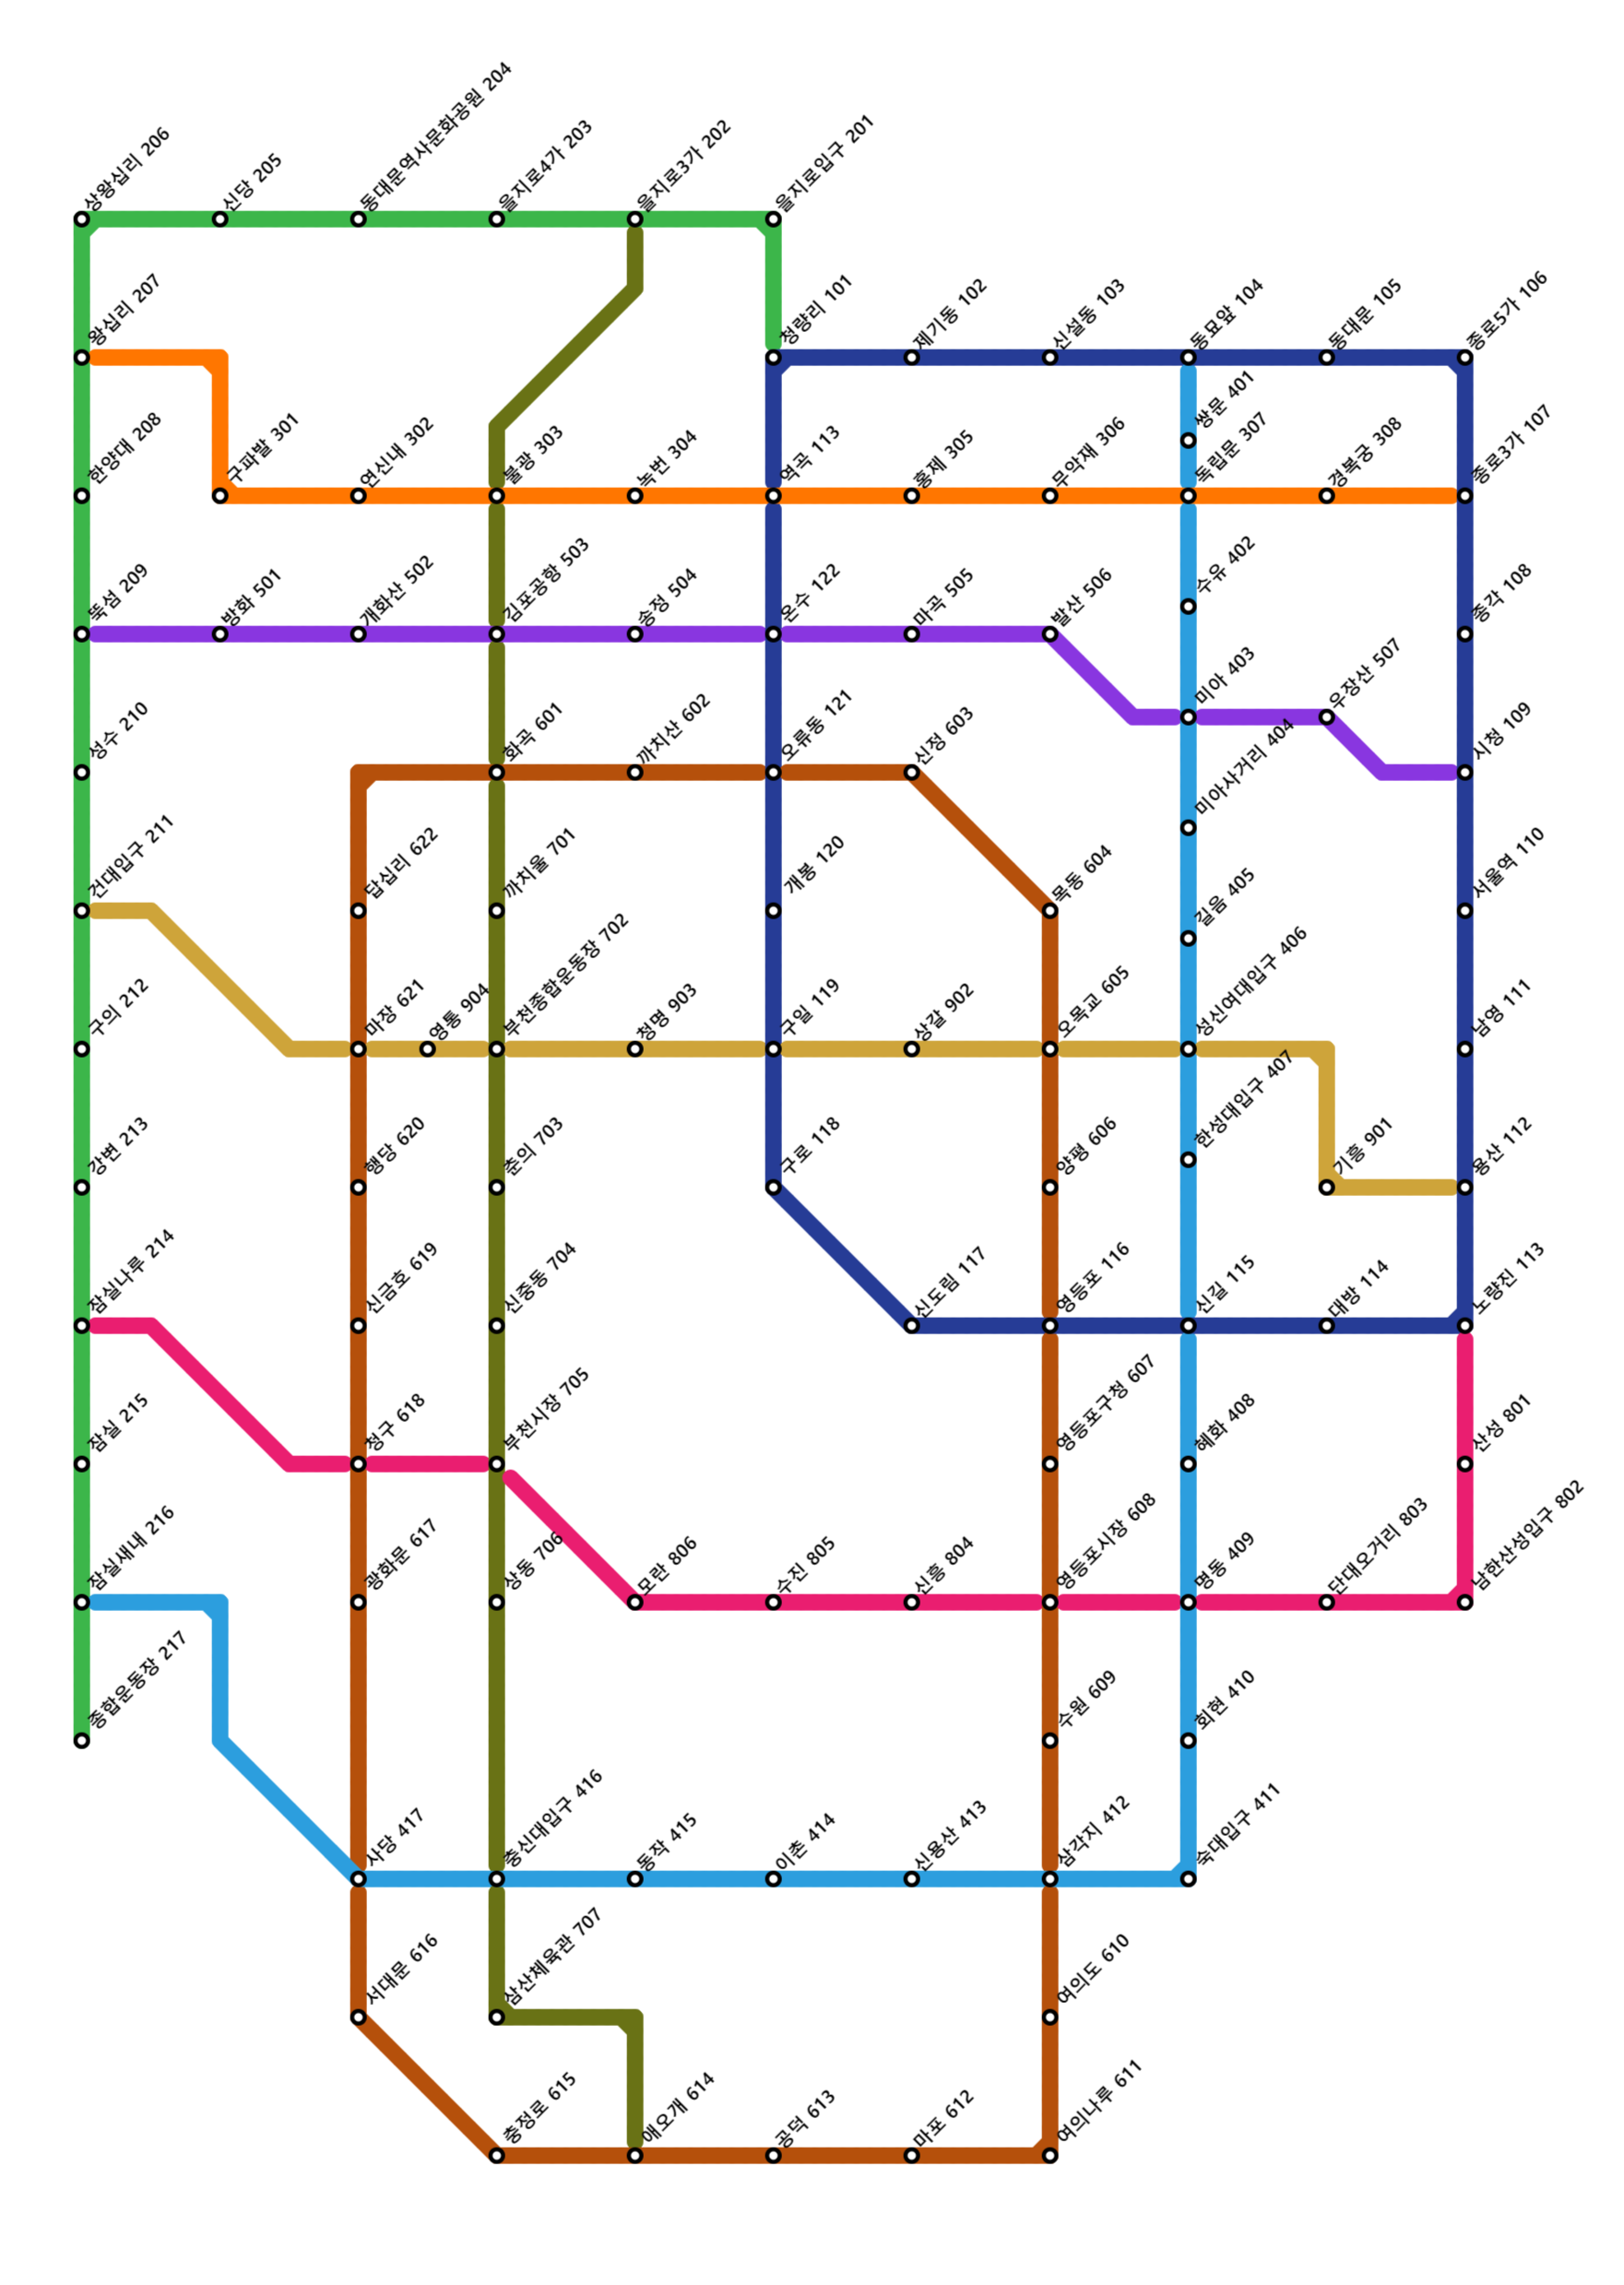 상왕십리 206
신당 205
동대문역사문화공원 204
을지로4가 203
을지로3가 202
을지로입구 201
왕십리 207
청량리 101
제기동 102
신설동 103
동묘앞 104
동대문 105
종로5가 106
쌍문 401
한양대 208
구파발 301
연신내 302
불광 303
녹번 304
역곡 113
홍제 305
무악재 306
독립문 307
경복궁 308
종로3가 107
수유 402
뚝섬 209
방화 501
개화산 502
김포공항 503
송정 504
온수 122
마곡 505
발산 506
종각 108
미아 403
우장산 507
성수 210
화곡 601
까치산 602
오류동 121
신정 603
시청 109
미아사거리 404
건대입구 211
답십리 622
까치울 701
개봉 120
목동 604
길음 405
서울역 110
구의 212
마장 621
영통 904
부천종합운동장 702
청명 903
구일 119
상갈 902
오목교 605
성신여대입구 406
남영 111
한성대입구 407
강변 213
행당 620
춘의 703
구로 118
양평 606
기흥 901
용산 112
잠실나루 214
신금호 619
신중동 704
신도림 117
영등포 116
신길 115
대방 114
노량진 113
잠실 215
청구 618
부천시장 705
영등포구청 607
혜화 408
산성 801
잠실새내 216
광화문 617
상동 706
모란 806
수진 805
신흥 804
영등포시장 608
명동 409
단대오거리 803
남한산성입구 802
종합운동장 217
수원 609
회현 410
사당 417
총신대입구 416
동작 415
이촌 414
신용산 413
삼각지 412
숙대입구 411
서대문 616
삼산체육관 707
여의도 610
충정로 615
애오개 614
공덕 613
마포 612
여의나루 611